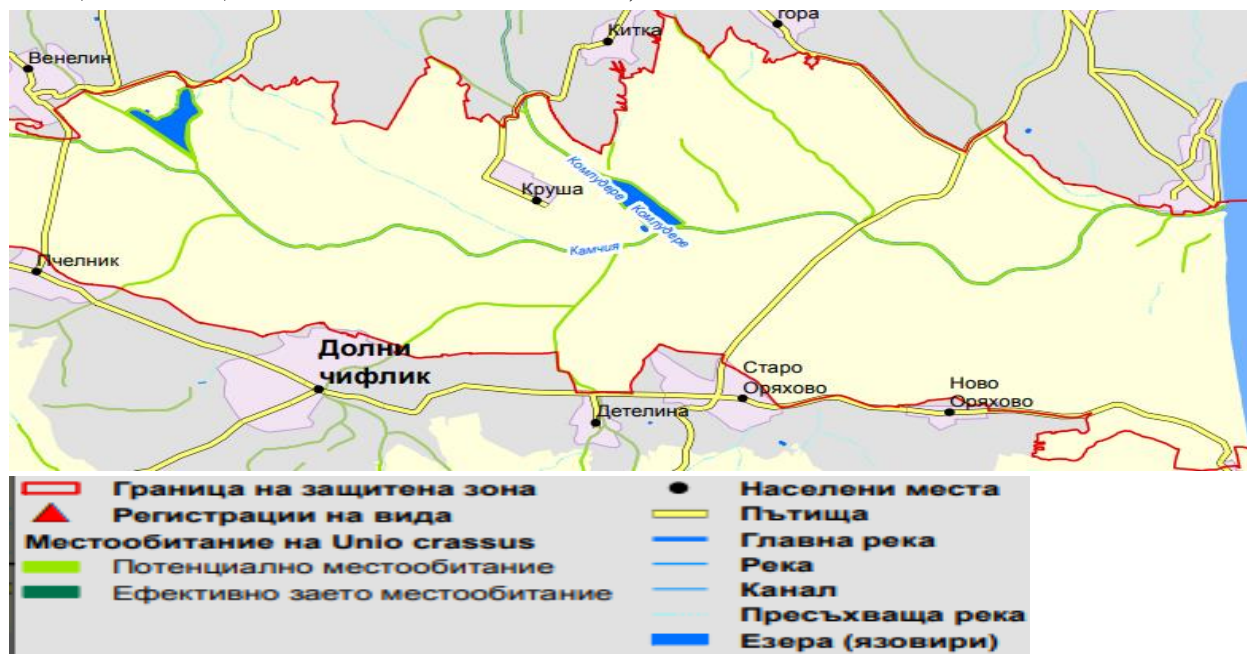 Венелин
Китка
гора
Круша
Компудере
Компудере
Камчия
Пчелник
Долни
чифлик
Детелина
Старо
Оряхово
Ново
Оряхово
Граница на защитена зона
Регистрации на вида
Местообитание на Unio crassus
Потенциално местообитание
Ефективно заето местообитание
Населени места
Пътища
Главна река
Река
Канал
Пресъхваща река
Езера (язовири)